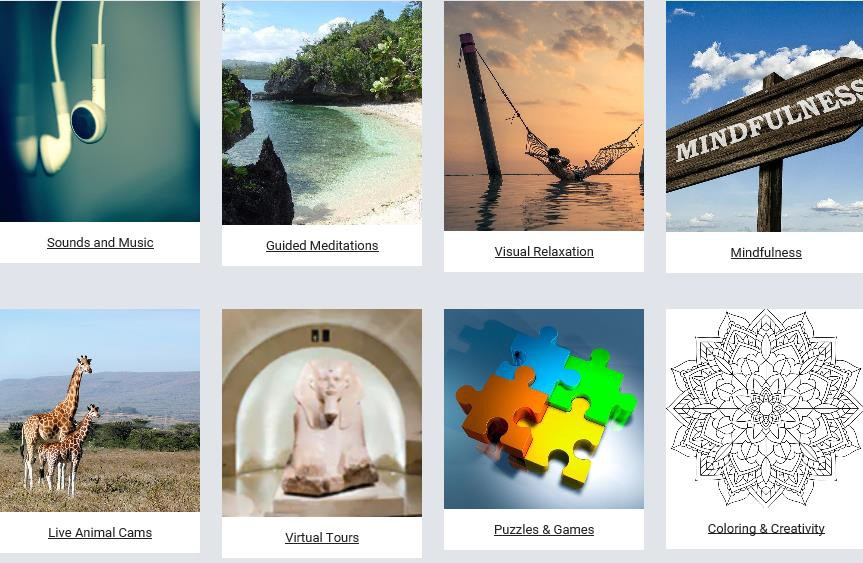 MINDFULNESS
Sounds and Music
Guided Meditations
Visual Relaxation
Mindfulness
Live Animal Cams
Virtual Tours
Puzzles & Games
Coloring & Creativity